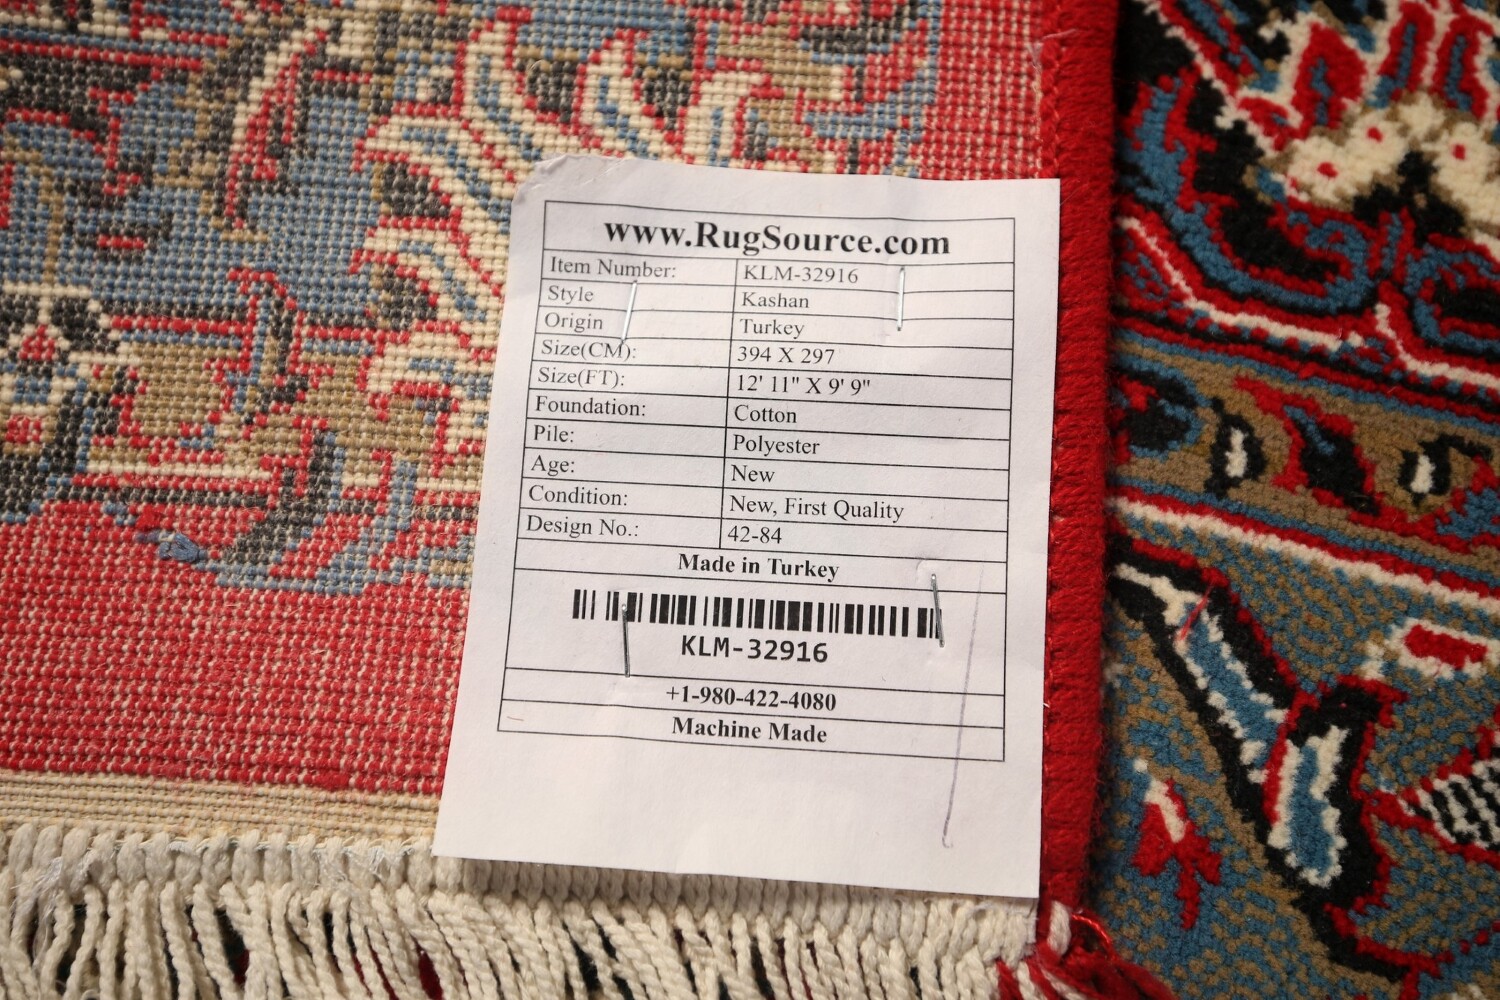 www.RugSource.com
Item Number: KLM-32916
Style Kashan
Origin Turkey
Size(CM): 394 X 297
Size(FT): 12' 11" X 9' 9"
Foundation: Cotton
Pile: Polyester
Age: New
Condition: New, First Quality
Design No.: 42-84
Made in Turkey
KLM-32916
+1-980-422-4080
Machine Made